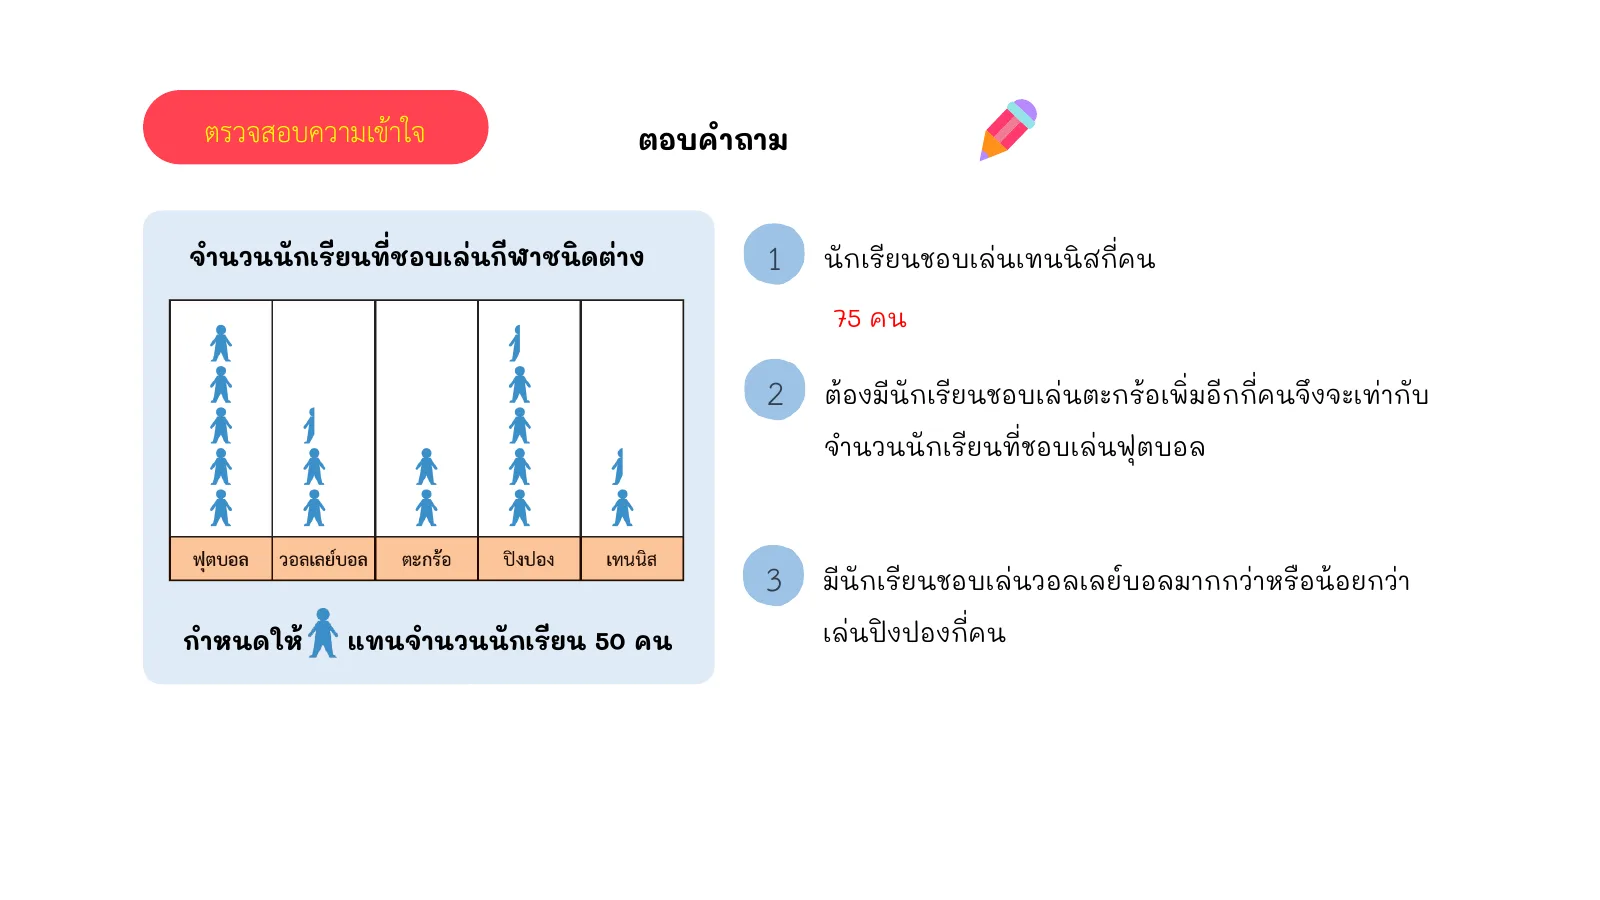 ตรวจสอบความเข้าใจ
ตอบคำถาม
จำนวนนักเรียนที่ชอบเล่นกีฬาชนิดต่าง
ฟุตบอล วอลเลย์บอล ตะกร้อ ปิงปอง เทนนิส
กำหนดให้ แทนจำนวนนักเรียน 50 คน
1 นักเรียนชอบเล่นเทนนิสกี่คน
75 คน
2 ต้องมีนักเรียนชอบเล่นตะกร้อเพิ่มอีกกี่คนจึงจะเท่ากับ
จำนวนนักเรียนที่ชอบเล่นฟุตบอล
3 มีนักเรียนชอบเล่นวอลเลย์บอลมากกว่าหรือน้อยกว่า
เล่นปิงปองกี่คน